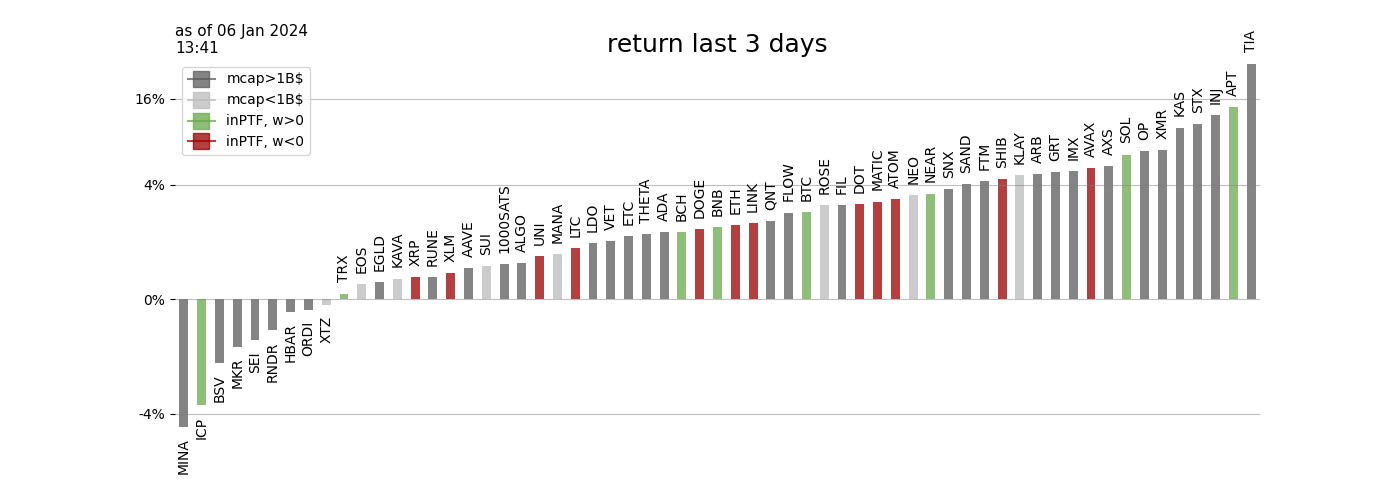 as of 06 Jan 2024
13:41
return last 3 days
mcap>1B$
mcap<1B$
inPTF, w>0
inPTF, w<0
16%
4%
0%
-4%
MINA
ICP
BSV
MKR
SEI
RNDR
HBAR
ORDI
XTZ
TRX
EOS
EGLD
KAVA
XRP
RUNE
XLM
AAVE
SUI
1000SATS
ALGO
UNI
MANA
LTC
LDO
VET
ETC
THETA
ADA
BCH
DOGE
BNB
ETH
LINK
QNT
FLOW
BTC
ROSE
FIL
DOT
MATIC
ATOM
NEO
NEAR
SNX
SAND
FTM
SHIB
KLAY
ARB
GRT
IMX
AVAX
AXS
SOL
OP
XMR
KAS
STX
INJ
APT
TIA